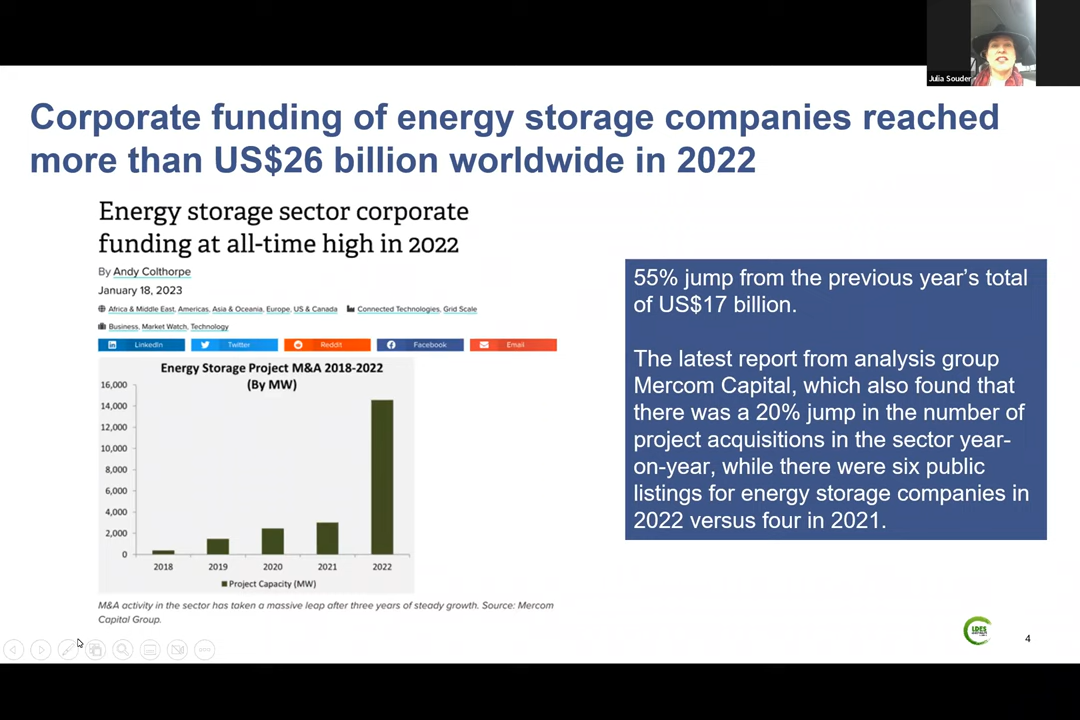 Julia Souder
Corporate funding of energy storage companies reached
more than US$26 billion worldwide in 2022
Energy storage sector corporate
funding at all-time high in 2022
By Andy Colthorpe
January 18, 2023
Africa & Middle East, Americas, Asia & Oceania, Europe, US & Canada Connected Technologies, Grid Scale
Business, Market Watch, Technology
LinkedIn Twitter Reddit Facebook Email
Energy Storage Project M&A 2018-2022
(By MW)
16,000
14,000
12,000
10,000
8,000
6,000
4,000
2,000
0
2018 2019 2020 2021 2022
Project Capacity (MW)
M&A activity in the sector has taken a massive leap after three years of steady growth. Source: Mercom
Capital Group.
55% jump from the previous year’s total
of US$17 billion.
The latest report from analysis group
Mercom Capital, which also found that
there was a 20% jump in the number of
project acquisitions in the sector year-
on-year, while there were six public
listings for energy storage companies in
2022 versus four in 2021.
LDES
4